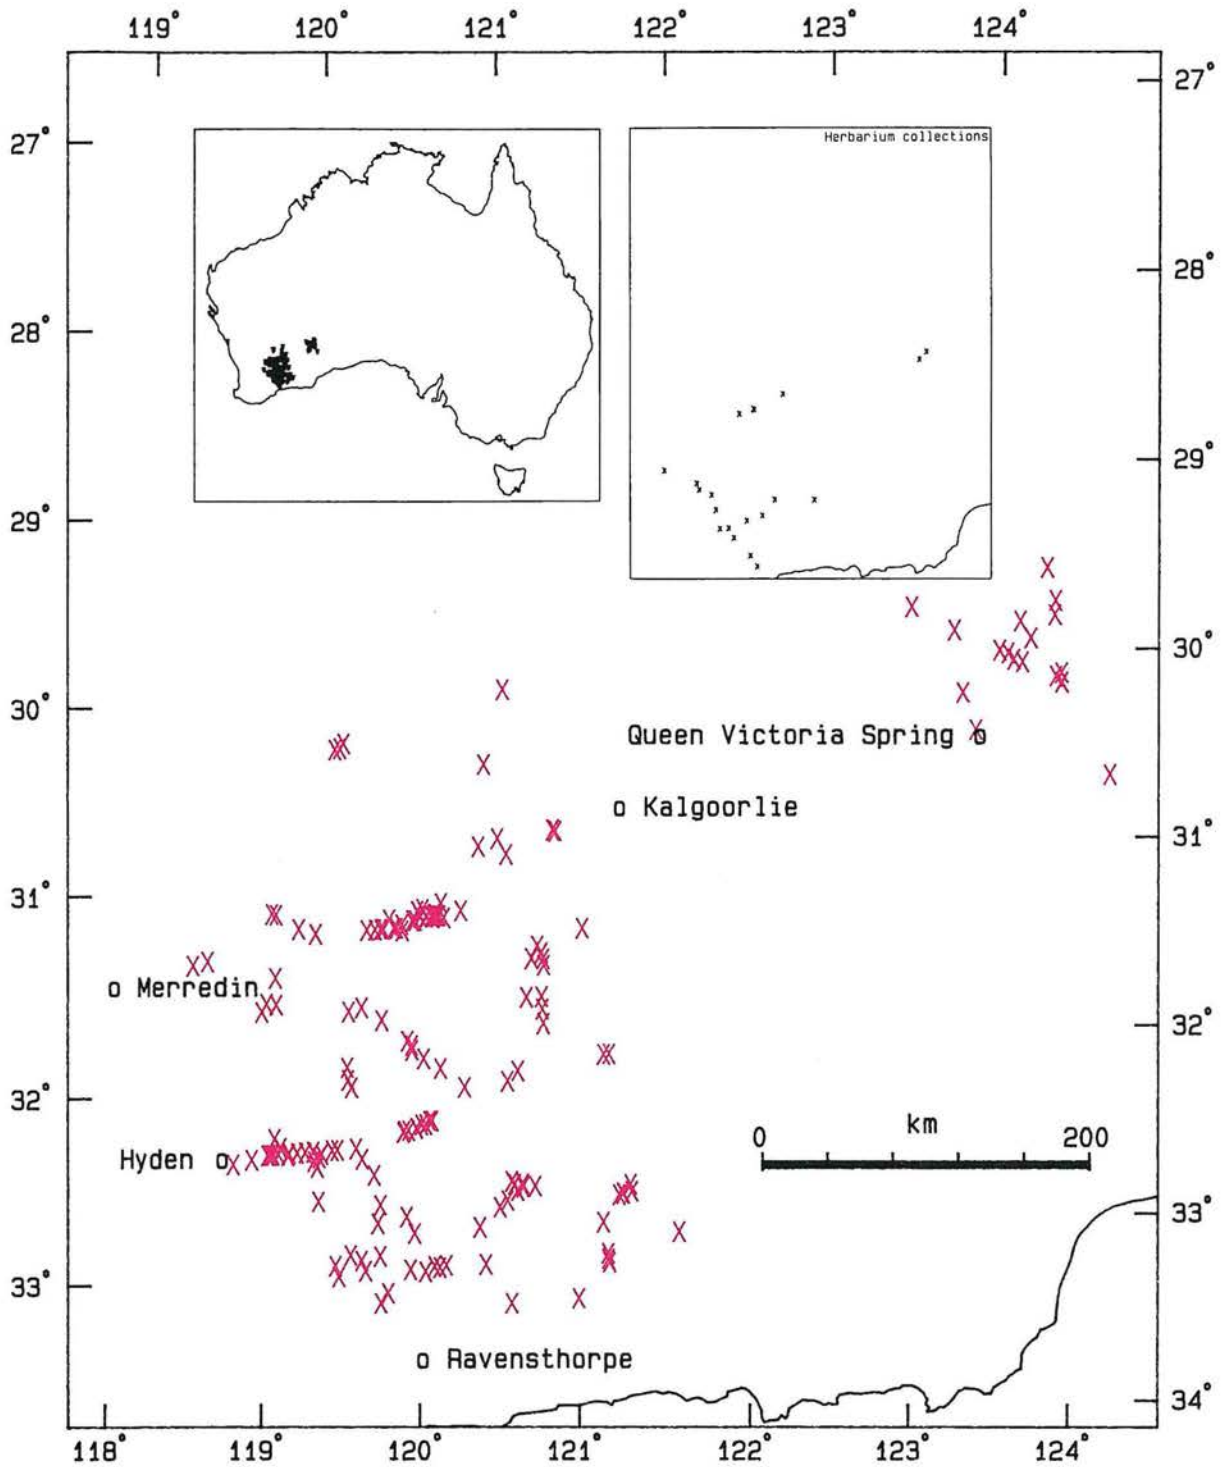 119° 120° 121° 122° 123° 124°
27°
27°
Herbarium collections
28°
28°
29°
29°
30°
30°
Queen Victoria Spring o
o Kalgoorlie
31°
31°
o Merredin
32°
32°
0 km 200
Hyden o
33°
33°
o Ravensthorpe
34°
118° 119° 120° 121° 122° 123° 124°